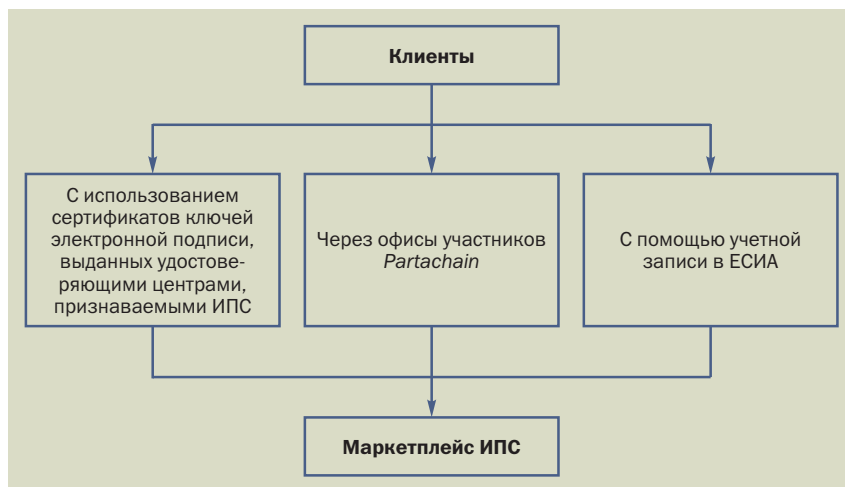 Клиенты
С использованием
сертификатов ключей
электронной подписи,
выданных удостове-
ряющими центрами,
признаваемыми ИПС
Через офисы участников
Partachain
С помощью учетной
записи в ЕСИА
Маркетплейс ИПС